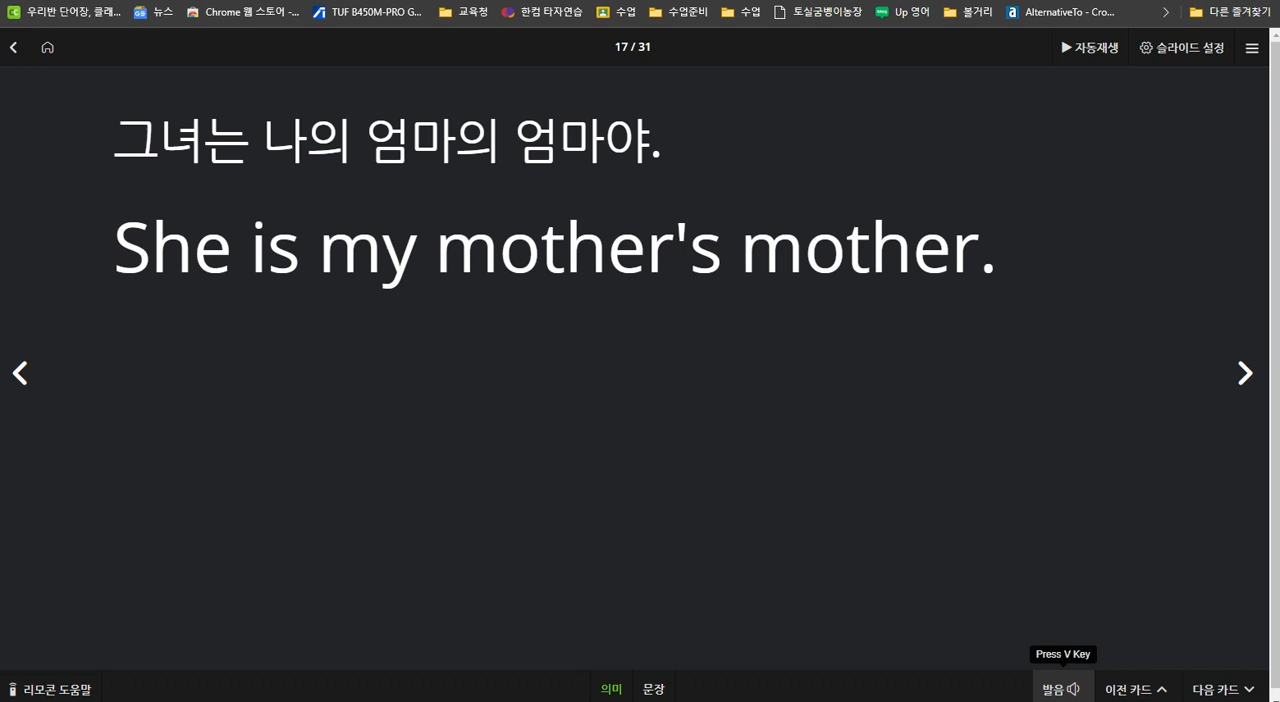 우리반 단어장, 클래... 뉴스 Chrome 웹 스토어 -... TUF B450M-PRO G... 교육청 한컴 타자연습 수업 수업준비 수업 토실굼벵이농장 Up 영어 볼거리 AlternativeTo - Cro... 다른 즐겨찾기
17 / 31 자동재생 슬라이드 설정
그녀는 나의 엄마의 엄마야.
She is my mother's mother.
Press V Key
리모콘 도움말 의미 문장 발음 이전 카드 다음 카드